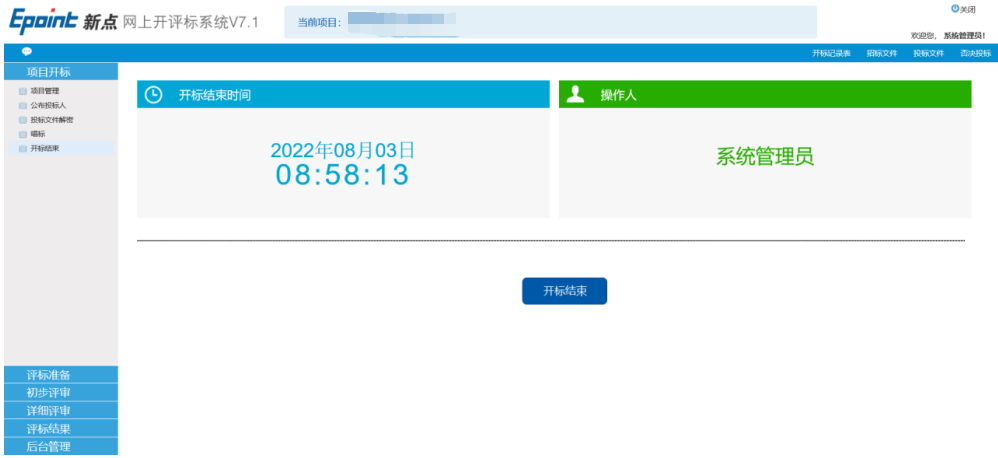 Epoint 新点 网上开评标系统V7.1
当前项目：
关闭
欢迎您， 系统管理员!
开标记录表 招标文件 投标文件 否决投标
项目开标
项目管理
公布投标人
投标文件解密
唱标
开标结束
开标结束时间
2022年08月03日
08:58:13
操作人
系统管理员
开标结束
评标准备
初步评审
详细评审
评标结果
后台管理